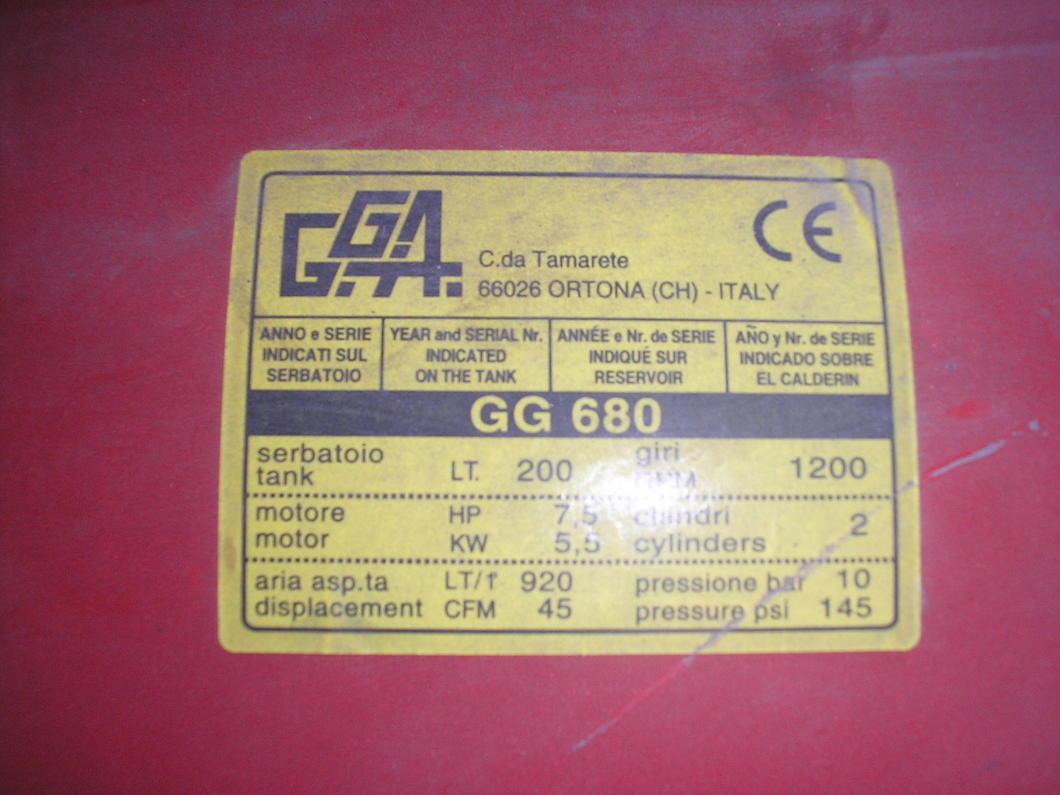 GGA
C.da Tamarete
66026 ORTONA (CH) - ITALY
CE
ANNO e SERIE
INDICATI SUL
SERBATOIO
YEAR and SERIAL Nr.
INDICATED
ON THE TANK
ANNÉE e Nr. de SERIE
INDIQUÉ SUR
RESERVOIR
AÑO y Nr. de SERIE
INDICADO SOBRE
EL CALDERIN
GG 680
serbatoio
tank
LT. 200
giri
1200
motore HP 7,5
motor KW 5,5
cilindri
cylinders
2
aria asp.ta LT/1' 920
displacement CFM 45
pressione bar 10
pressure psi 145